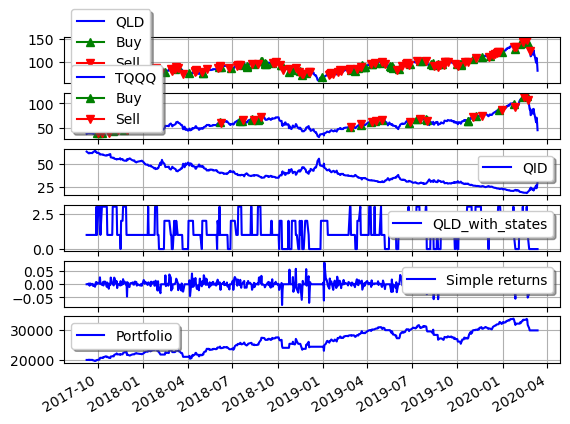 QLD
Buy
Sell
150
100
TQQQ
Buy
Sell
100
50
QID
50
25
QLD_with_states
2.5
0.0
Simple returns
0.05
0.00
−0.05
Portfolio
30000
20000
2017-10 2018-01 2018-04 2018-07 2018-10 2019-01 2019-04 2019-07 2019-10 2020-01 2020-04